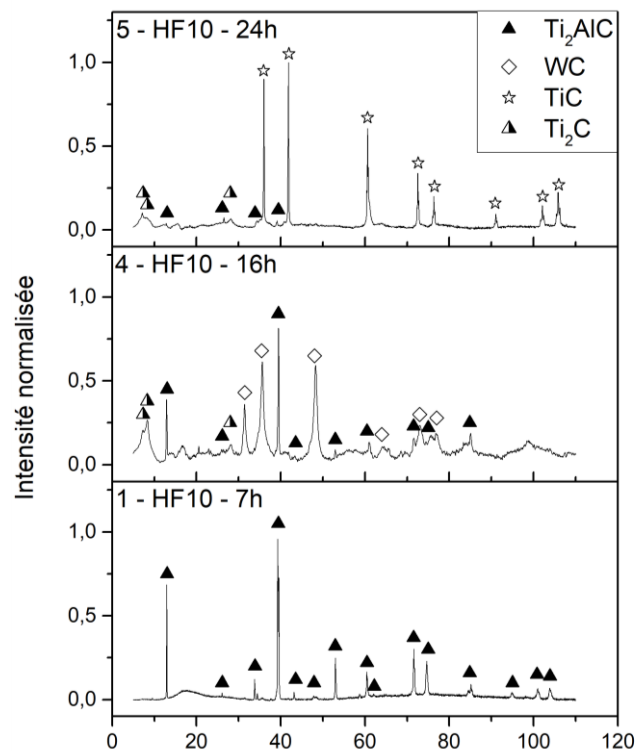 5 - HF10 - 24h
Ti₂AlC
WC
TiC
Ti₂C
1,0
0,5
0,0
4 - HF10 - 16h
1,0
0,5
0,0
1 - HF10 - 7h
1,0
0,5
0,0
Intensité normalisée
0 20 40 60 80 100 120